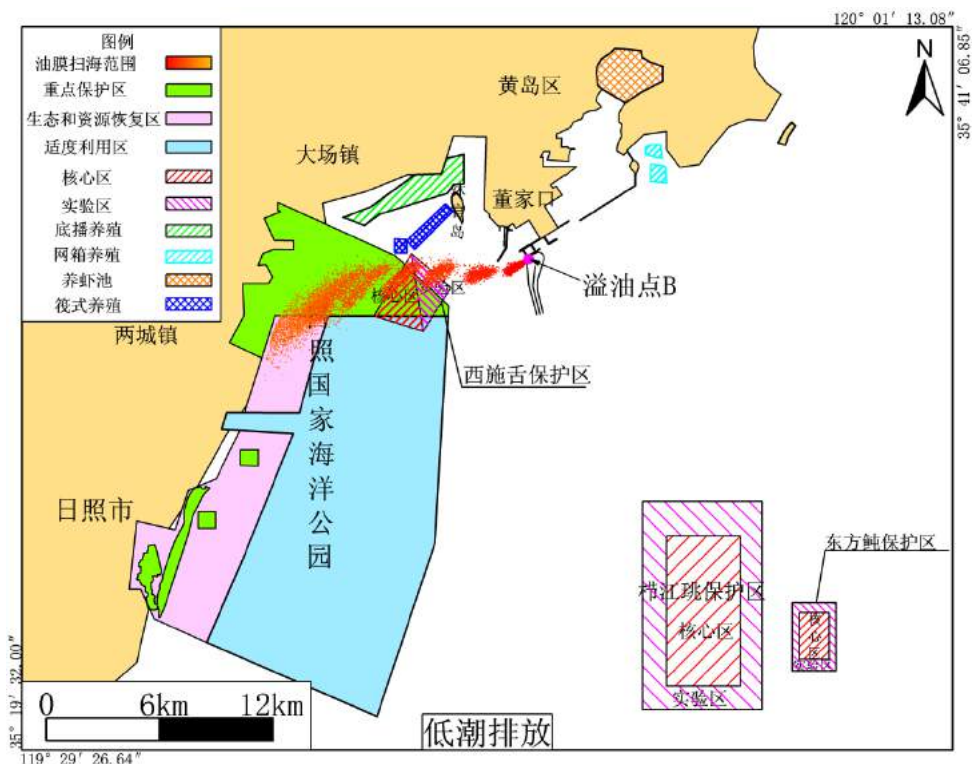 120° 01′ 13.08″
35° 41′ 06.85″
N
图例
油膜扫海范围
重点保护区
生态和资源恢复区
适度利用区
核心区
实验区
底播养殖
网箱养殖
养虾池
筏式养殖
黄岛区
大场镇
董家口
溢油点B
核心区
区
两城镇
西施舌保护区
照国家海洋公园
日照市
东方鲀保护区
栉江珧保护区
核心区
实验区
核心区
实验区
0 6km 12km
低潮排放
35° 19′ 32.00″
119° 29′ 26.64″